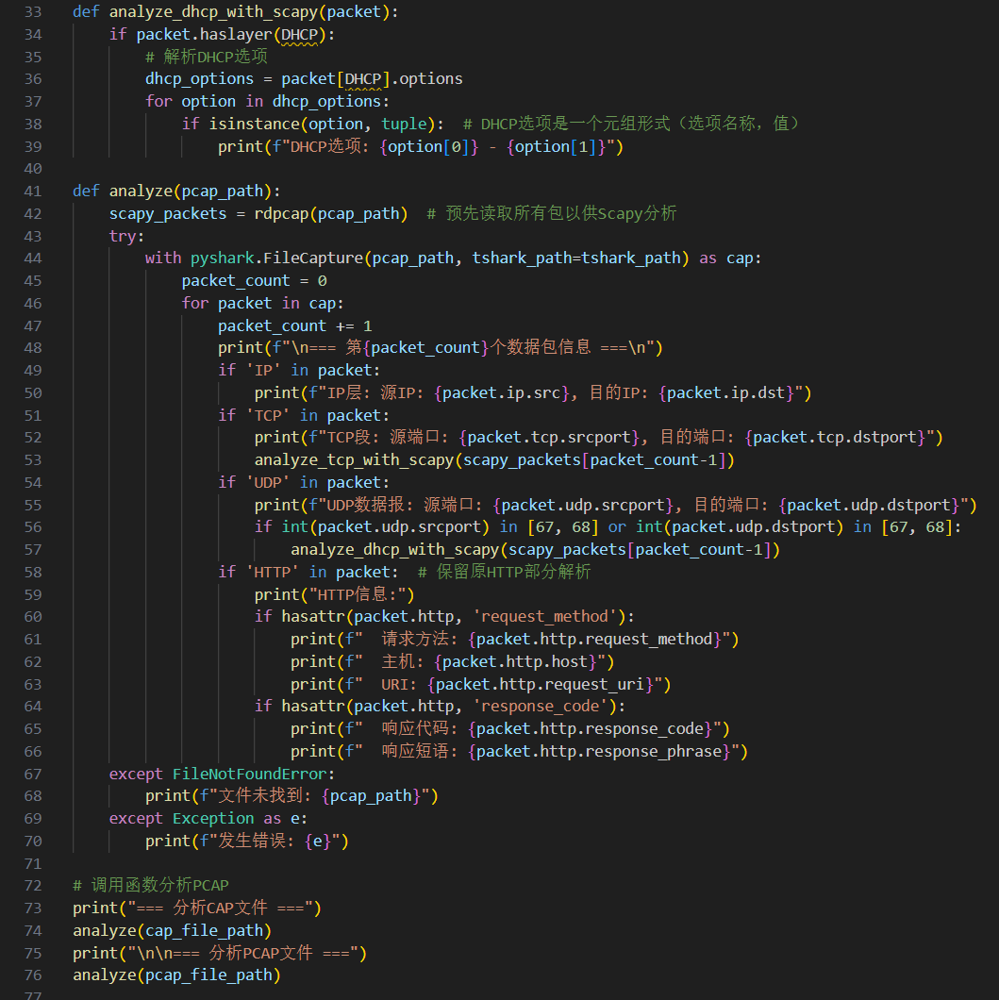 33 def analyze_dhcp_with_scapy(packet):
34     if packet.haslayer(DHCP):
35         # 解析DHCP选项
36         dhcp_options = packet[DHCP].options
37         for option in dhcp_options:
38             if isinstance(option, tuple):  # DHCP选项是一个元组形式（选项名称，值）
39                 print(f"DHCP选项: {option[0]} - {option[1]}")
40
41 def analyze(pcap_path):
42     scapy_packets = rdpcap(pcap_path)  # 预先读取所有包以供Scapy分析
43     try:
44         with pyshark.FileCapture(pcap_path, tshark_path=tshark_path) as cap:
45             packet_count = 0
46             for packet in cap:
47                 packet_count += 1
48                 print(f"\n=== 第{packet_count}个数据包信息 ===\n")
49                 if 'IP' in packet:
50                     print(f"IP层: 源IP: {packet.ip.src}, 目的IP: {packet.ip.dst}")
51                 if 'TCP' in packet:
52                     print(f"TCP段: 源端口: {packet.tcp.srcport}, 目的端口: {packet.tcp.dstport}")
53                     analyze_tcp_with_scapy(scapy_packets[packet_count-1])
54                 if 'UDP' in packet:
55                     print(f"UDP数据报: 源端口: {packet.udp.srcport}, 目的端口: {packet.udp.dstport}")
56                     if int(packet.udp.srcport) in [67, 68] or int(packet.udp.dstport) in [67, 68]:
57                         analyze_dhcp_with_scapy(scapy_packets[packet_count-1])
58                 if 'HTTP' in packet:  # 保留原HTTP部分解析
59                     print("HTTP信息:")
60                     if hasattr(packet.http, 'request_method'):
61                         print(f"  请求方法: {packet.http.request_method}")
62                         print(f"  主机: {packet.http.host}")
63                         print(f"  URI: {packet.http.request_uri}")
64                     if hasattr(packet.http, 'response_code'):
65                         print(f"  响应代码: {packet.http.response_code}")
66                         print(f"  响应短语: {packet.http.response_phrase}")
67     except FileNotFoundError:
68         print(f"文件未找到: {pcap_path}")
69     except Exception as e:
70         print(f"发生错误: {e}")
71
72 # 调用函数分析PCAP
73 print("=== 分析CAP文件 ===")
74 analyze(cap_file_path)
75 print("\n\n=== 分析PCAP文件 ===")
76 analyze(pcap_file_path)
77